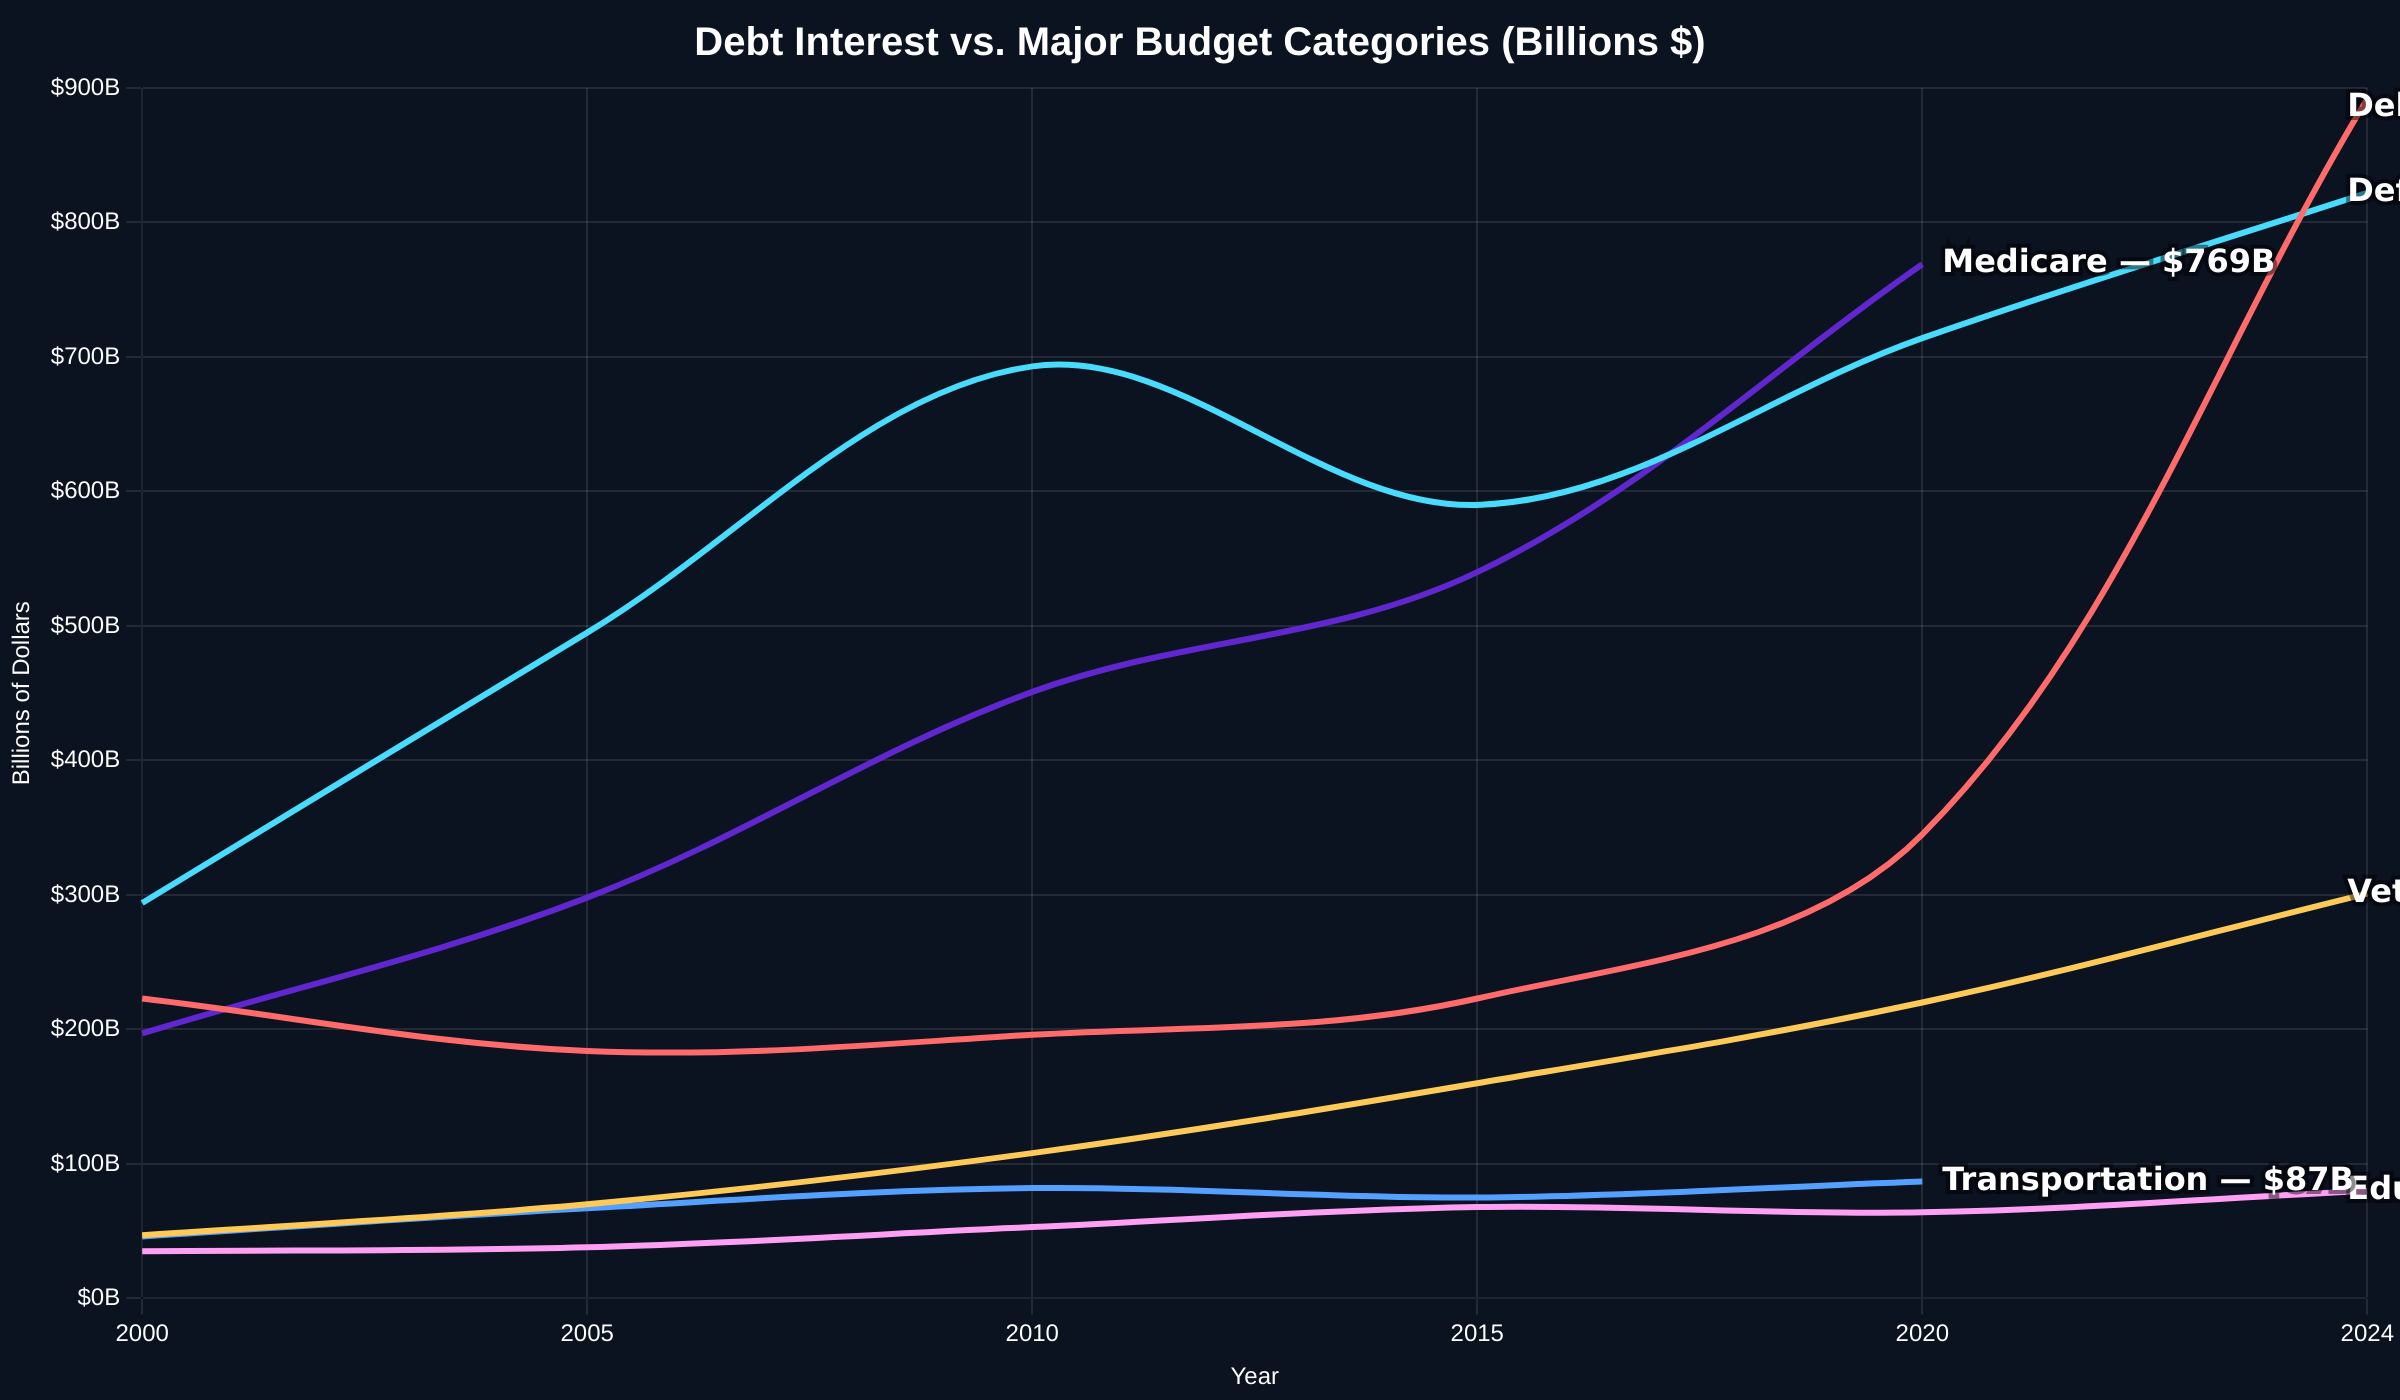 Debt Interest vs. Major Budget Categories (Billions $)
$900B
$800B
$700B
$600B
$500B
$400B
$300B
$200B
$100B
$0B
Billions of Dollars
Medicare — $769B
Transportation — $87B
2000
2005
2010
2015
2020
2024
Year